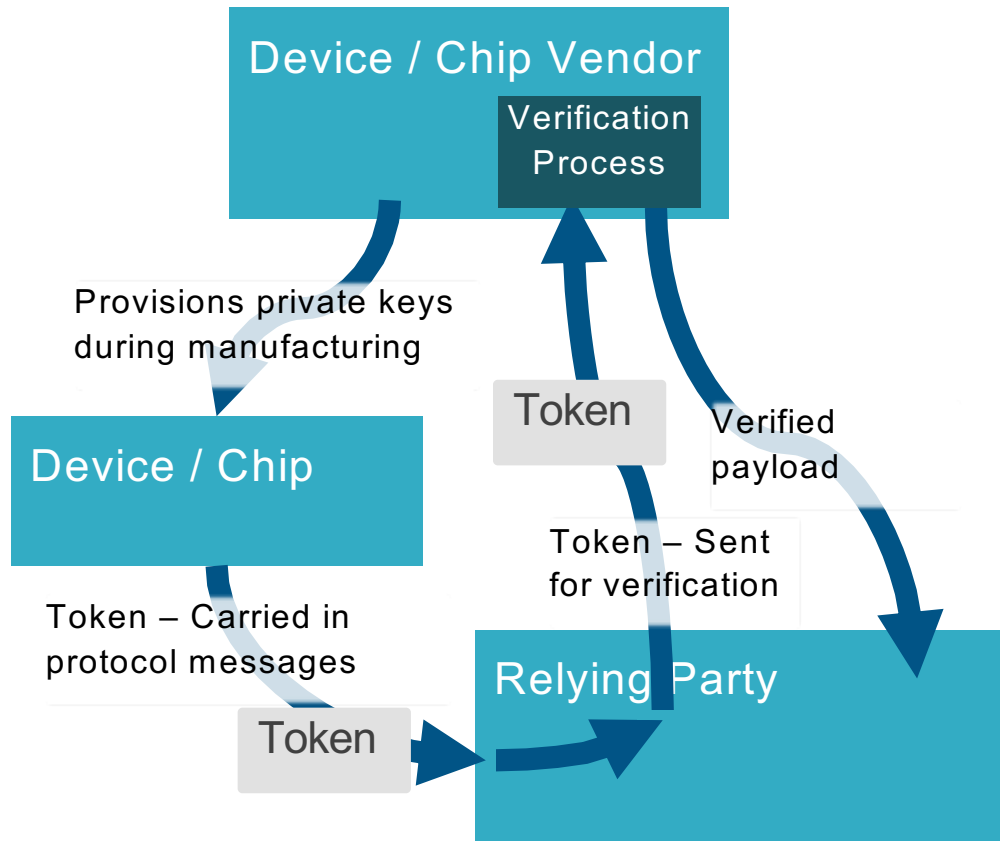 Device / Chip Vendor
Verification
Process
Provisions private keys
during manufacturing
Token
Verified
payload
Device / Chip
Token – Sent
for verification
Token – Carried in
protocol messages
Relying Party
Token